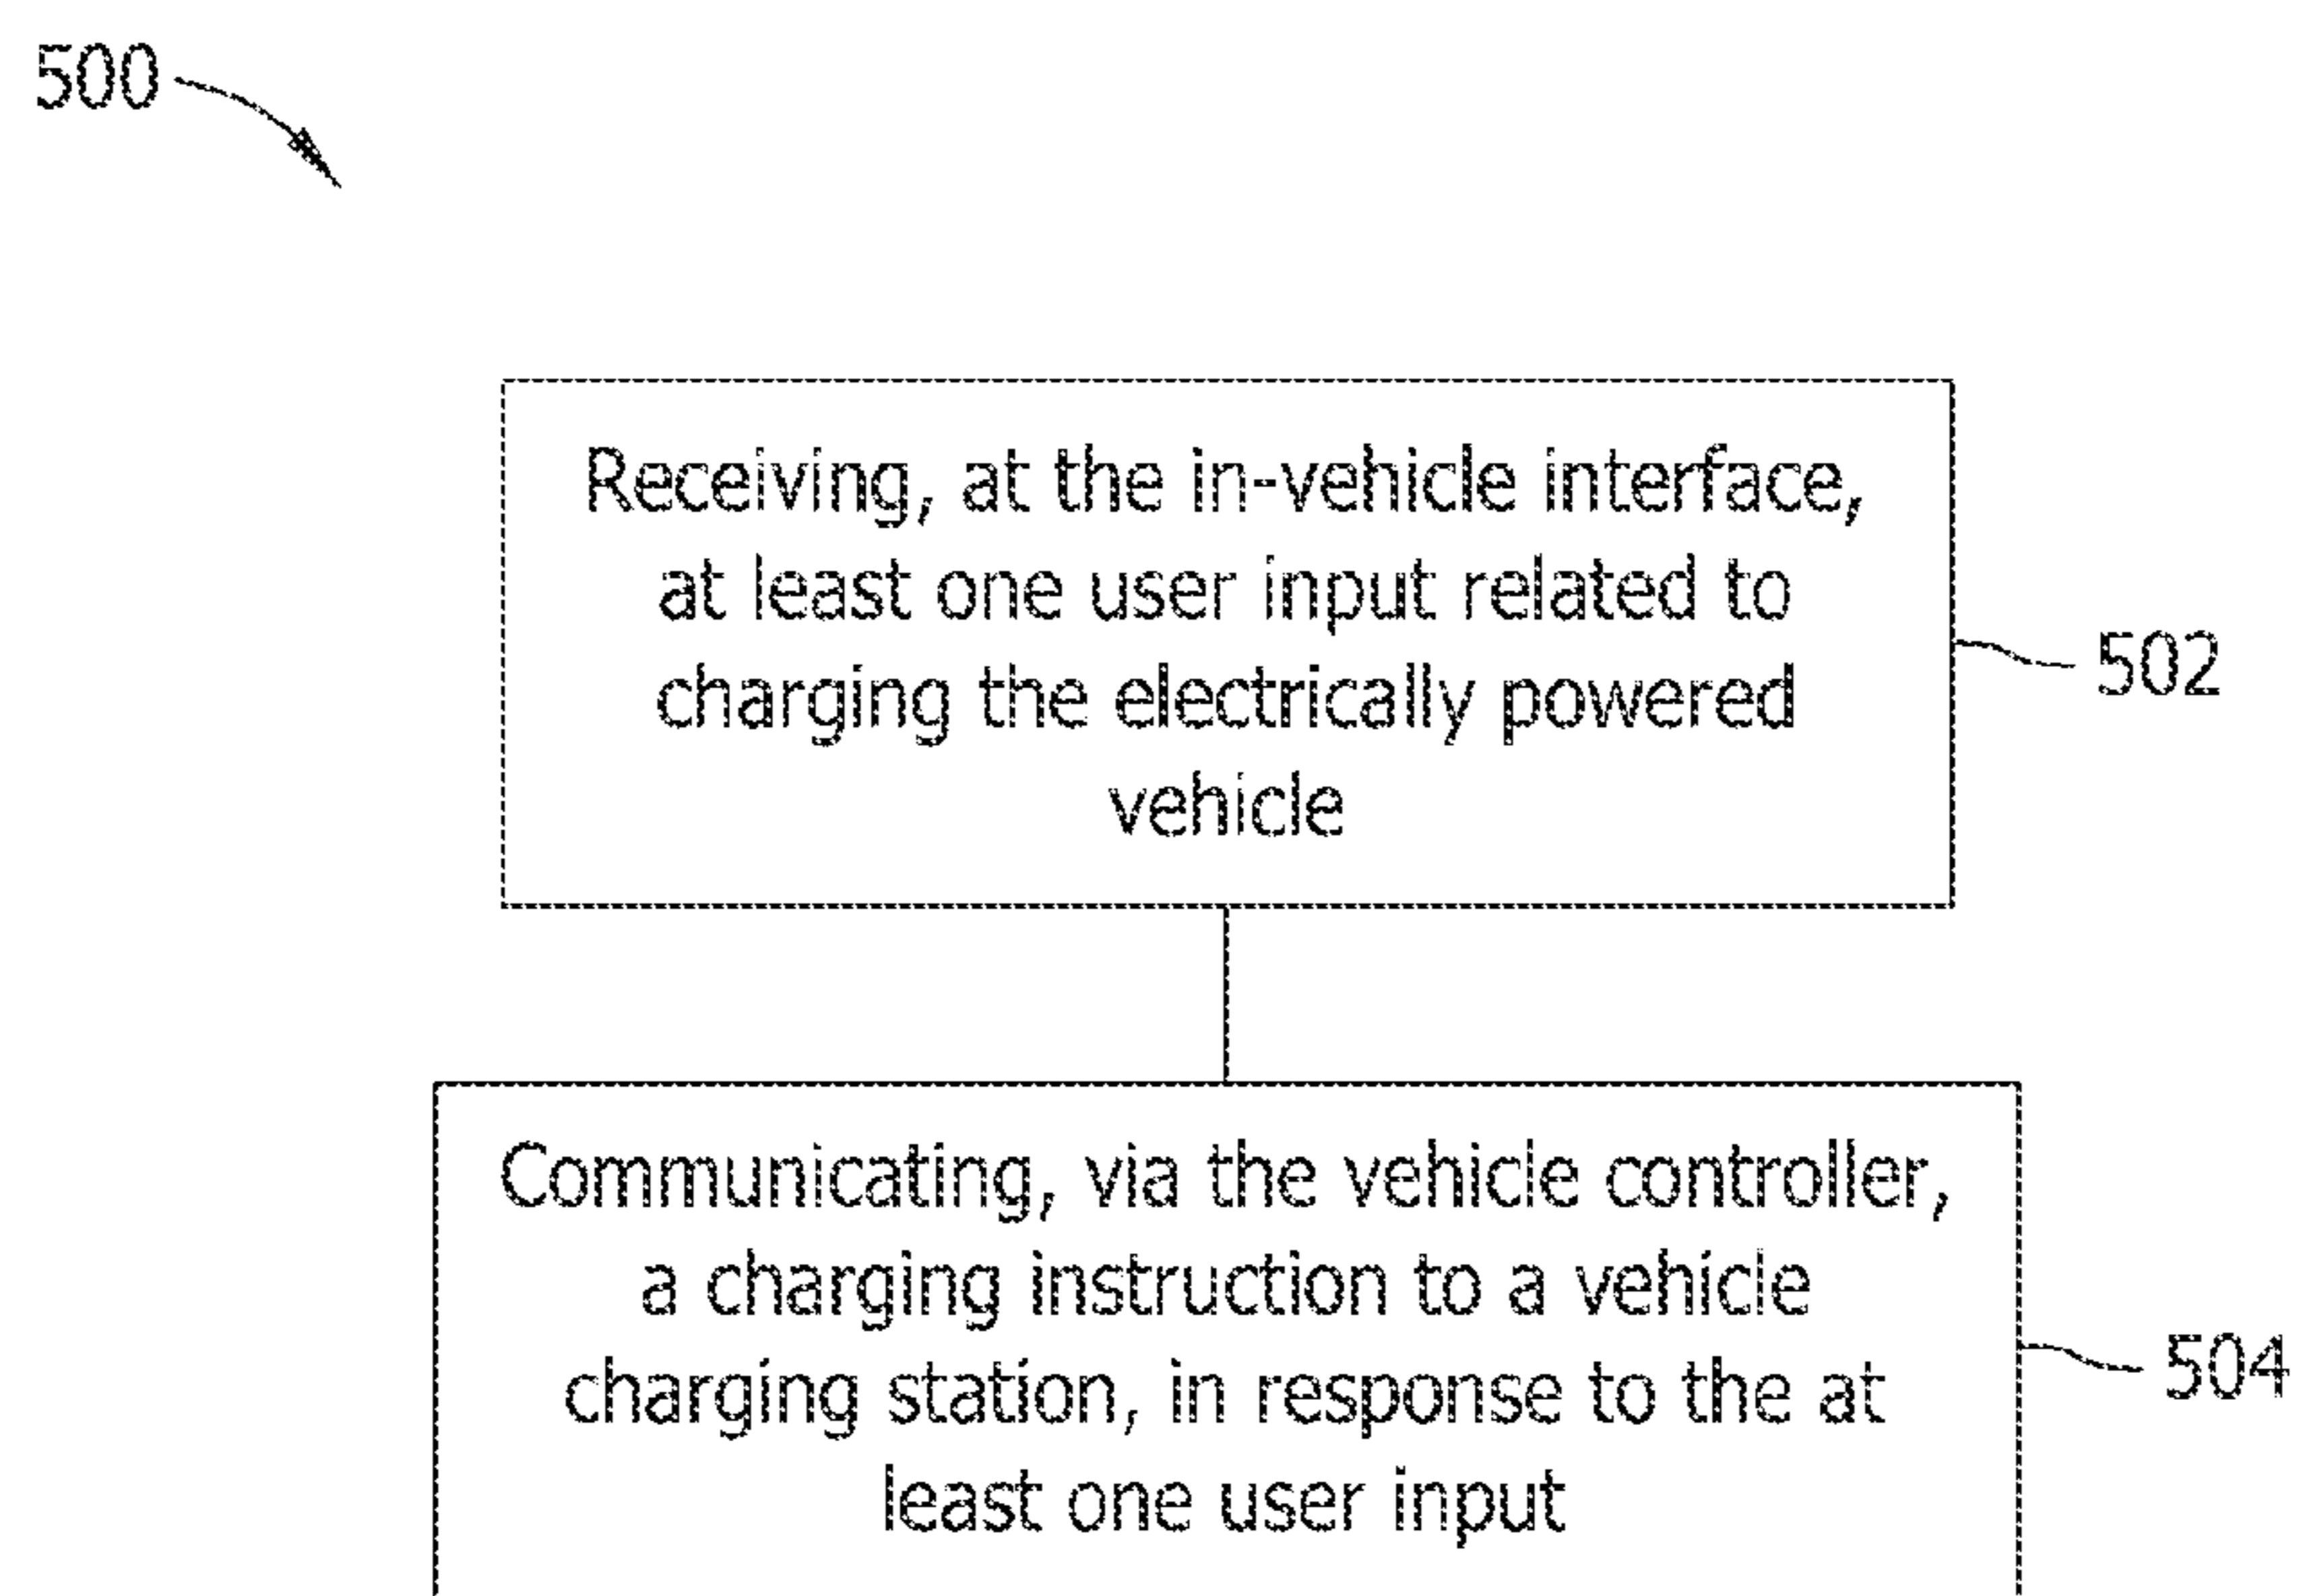 500
Receiving, at the in-vehicle interface,
at least one user input related to
charging the electrically powered
vehicle
502
Communicating, via the vehicle controller,
a charging instruction to a vehicle
charging station, in response to the at
least one user input
504